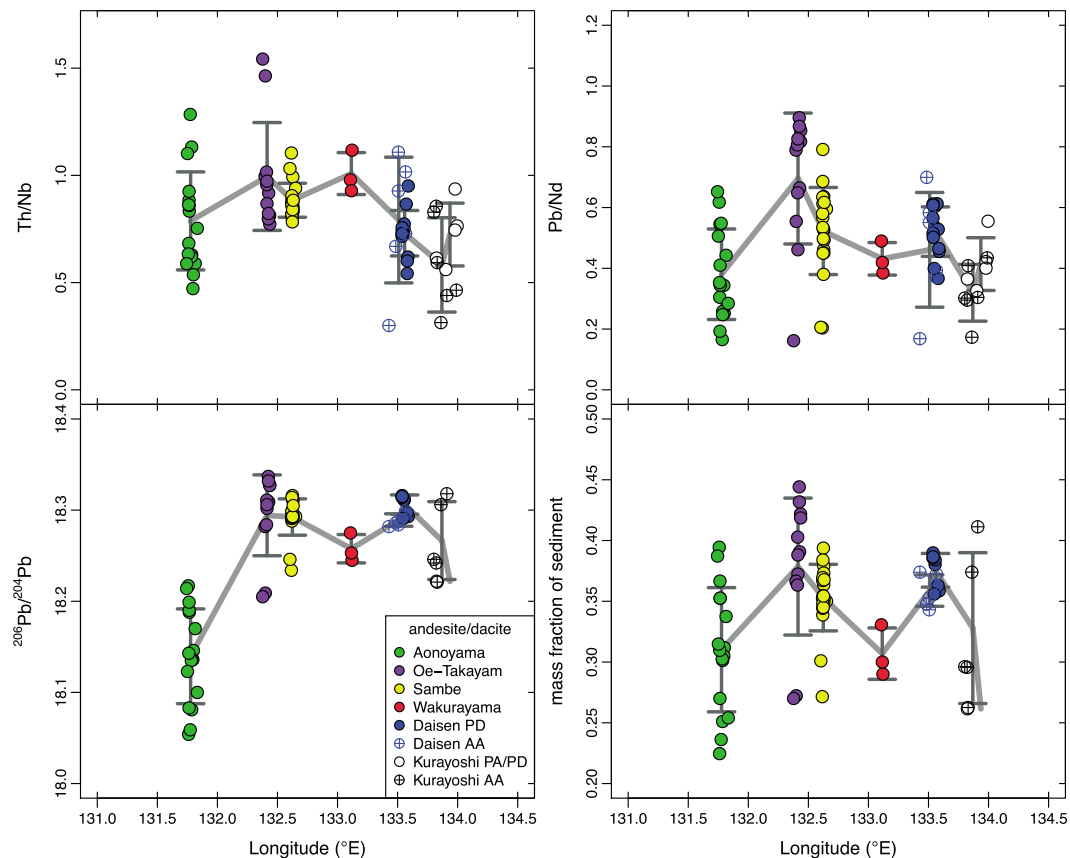 Th/Nb
0.0 0.5 1.0 1.5
Pb/Nd
0.0 0.2 0.4 0.6 0.8 1.0 1.2
²⁰⁶Pb/²⁰⁴Pb
18.0 18.1 18.2 18.3 18.4
andesite/dacite
Aonoyama
Oe−Takayam
Sambe
Wakurayama
Daisen PD
Daisen AA
Kurayoshi PA/PD
Kurayoshi AA
131.0 131.5 132.0 132.5 133.0 133.5 134.0 134.5
Longitude (°E)
mass fraction of sediment
0.20 0.25 0.30 0.35 0.40 0.45 0.50
131.0 131.5 132.0 132.5 133.0 133.5 134.0 134.5
Longitude (°E)